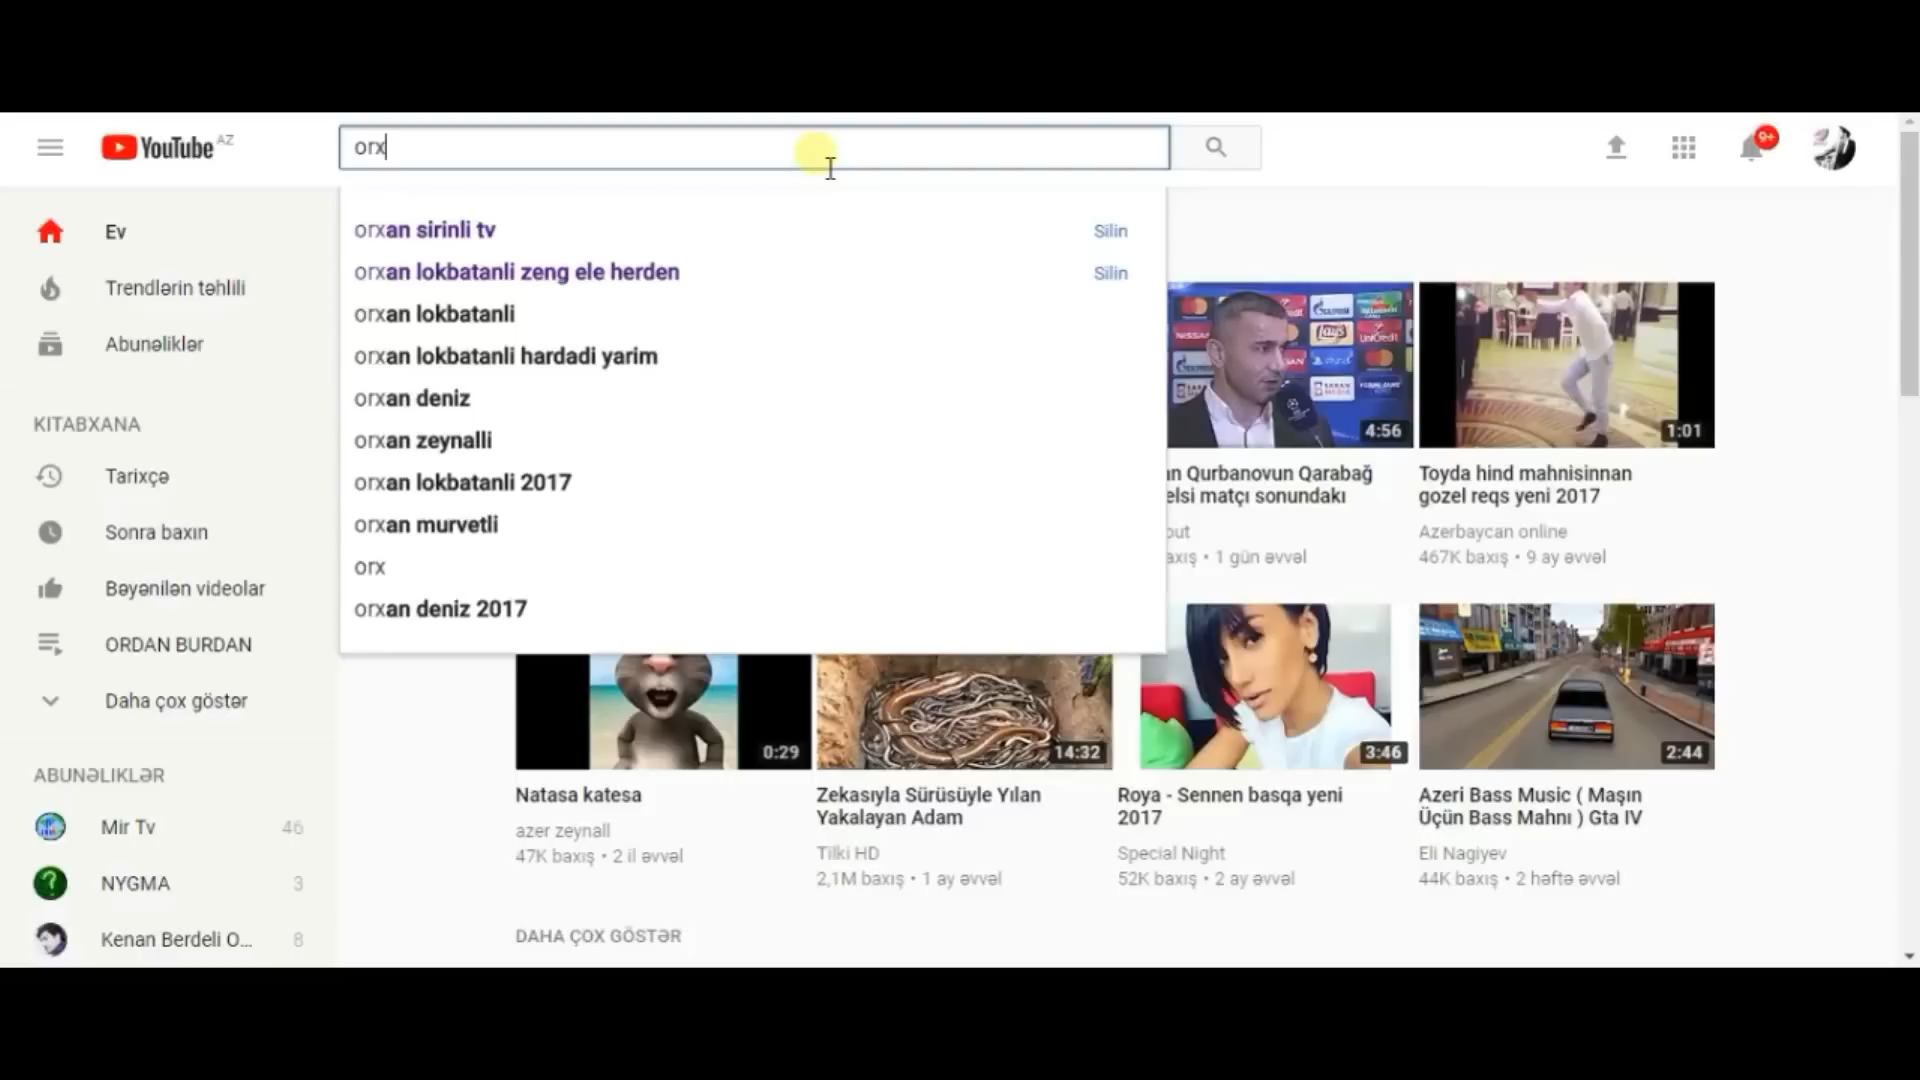 YouTube AZ
orx
9+
orxan sirinli tv Silin
orxan lokbatanli zeng ele herden Silin
orxan lokbatanli
orxan lokbatanli hardadi yarim
orxan deniz
orxan zeynalli
orxan lokbatanli 2017
orxan murvetli
orx
orxan deniz 2017
Ev
Trendlərin təhlili
Abunəliklər
KITABXANA
Tarixçə
Sonra baxın
Bəyənilən videolar
ORDAN BURDAN
Daha çox göstər
ABUNƏLIKLƏR
Mir Tv 46
NYGMA 3
Kenan Berdeli O... 8
4:56
Qurbanovun Qarabağ
matçı sonundakı
1 gün əvvəl
1:01
Toyda hind mahnisinnan
gozel reqs yeni 2017
Azerbaycan online
467K baxış • 9 ay əvvəl
0:29
Natasa katesa
azer zeynall
47K baxış • 2 il əvvəl
14:32
Zekasıyla Sürüsüyle Yılan
Yakalayan Adam
Tilki HD
2,1M baxış • 1 ay əvvəl
3:46
Roya - Sennen basqa yeni
2017
Special Night
52K baxış • 2 ay əvvəl
2:44
Azeri Bass Music ( Maşın
Üçün Bass Mahnı ) Gta IV
Eli Nagiyev
44K baxış • 2 həftə əvvəl
DAHA ÇOX GÖSTƏR